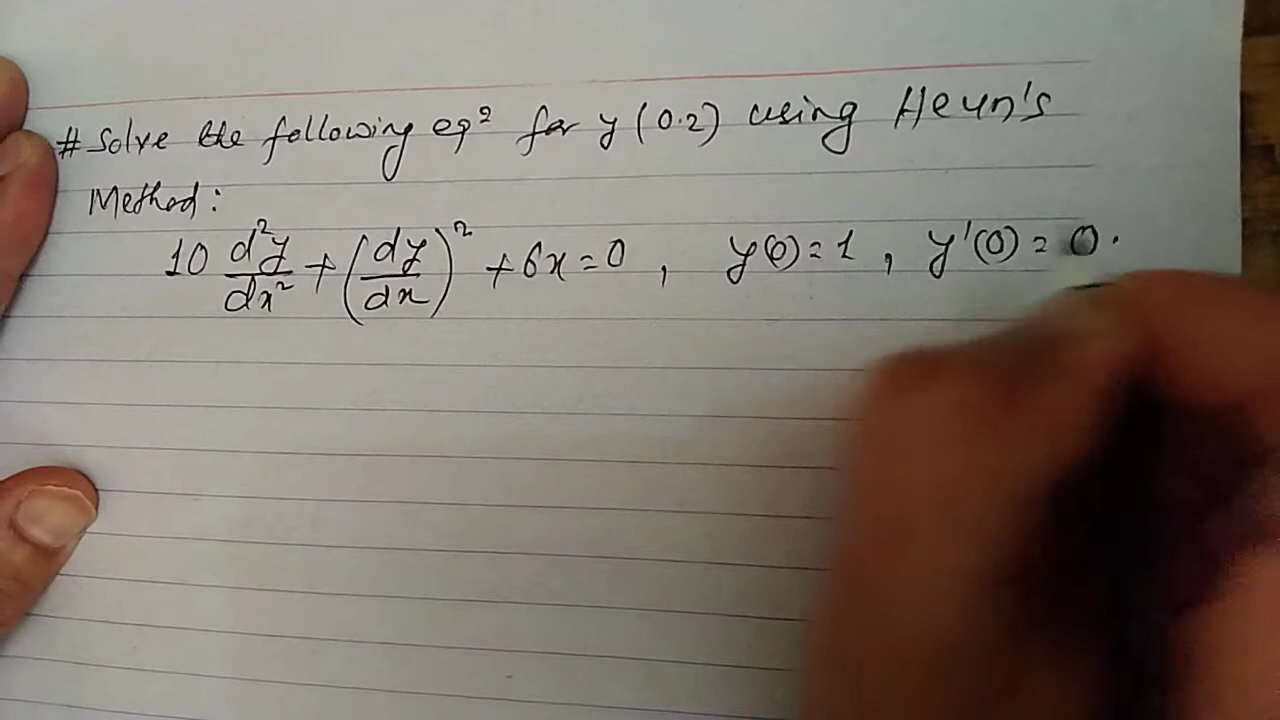 # Solve the following eqⁿ for y(0.2) using Heun's
Method:
10 d²y/dx² + (dy/dx)² + 6x = 0 , y(0) = 1 , y'(0) = 0.